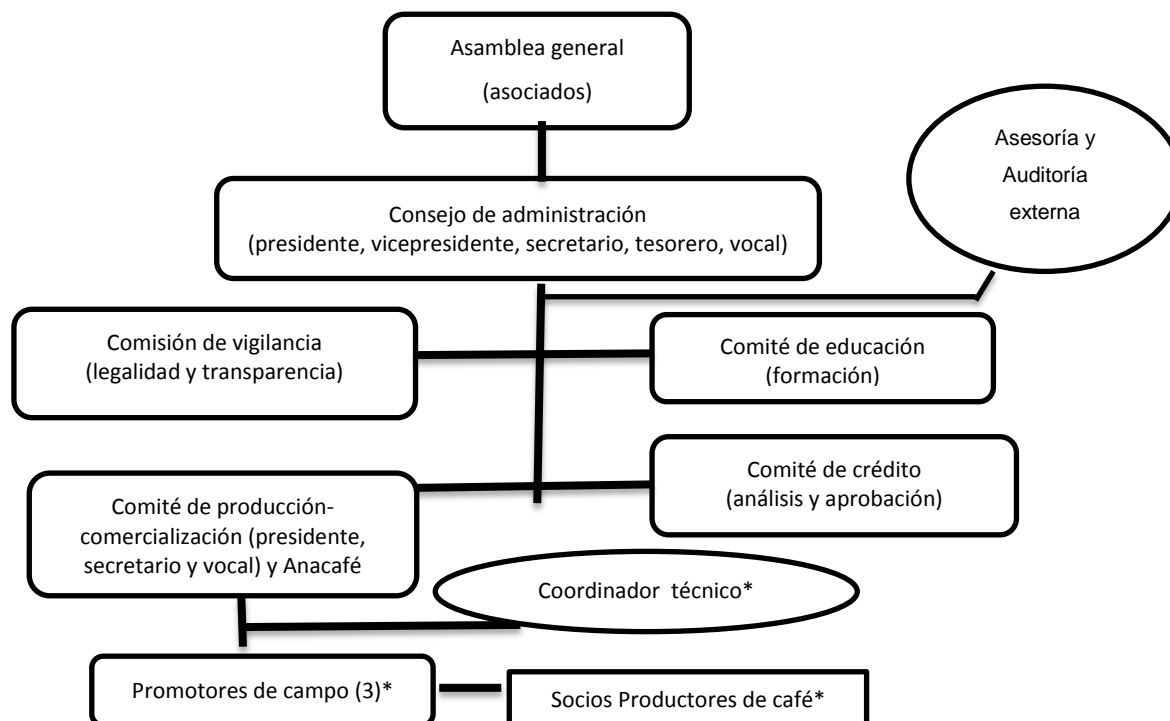 Asamblea general
(asociados)
Asesoría y
Auditoría
externa
Consejo de administración
(presidente, vicepresidente, secretario, tesorero, vocal)
Comisión de vigilancia
(legalidad y transparencia)
Comité de educación
(formación)
Comité de crédito
(análisis y aprobación)
Comité de producción-
comercialización (presidente,
secretario y vocal) y Anacafé
Coordinador técnico*
Promotores de campo (3)*
Socios Productores de café*